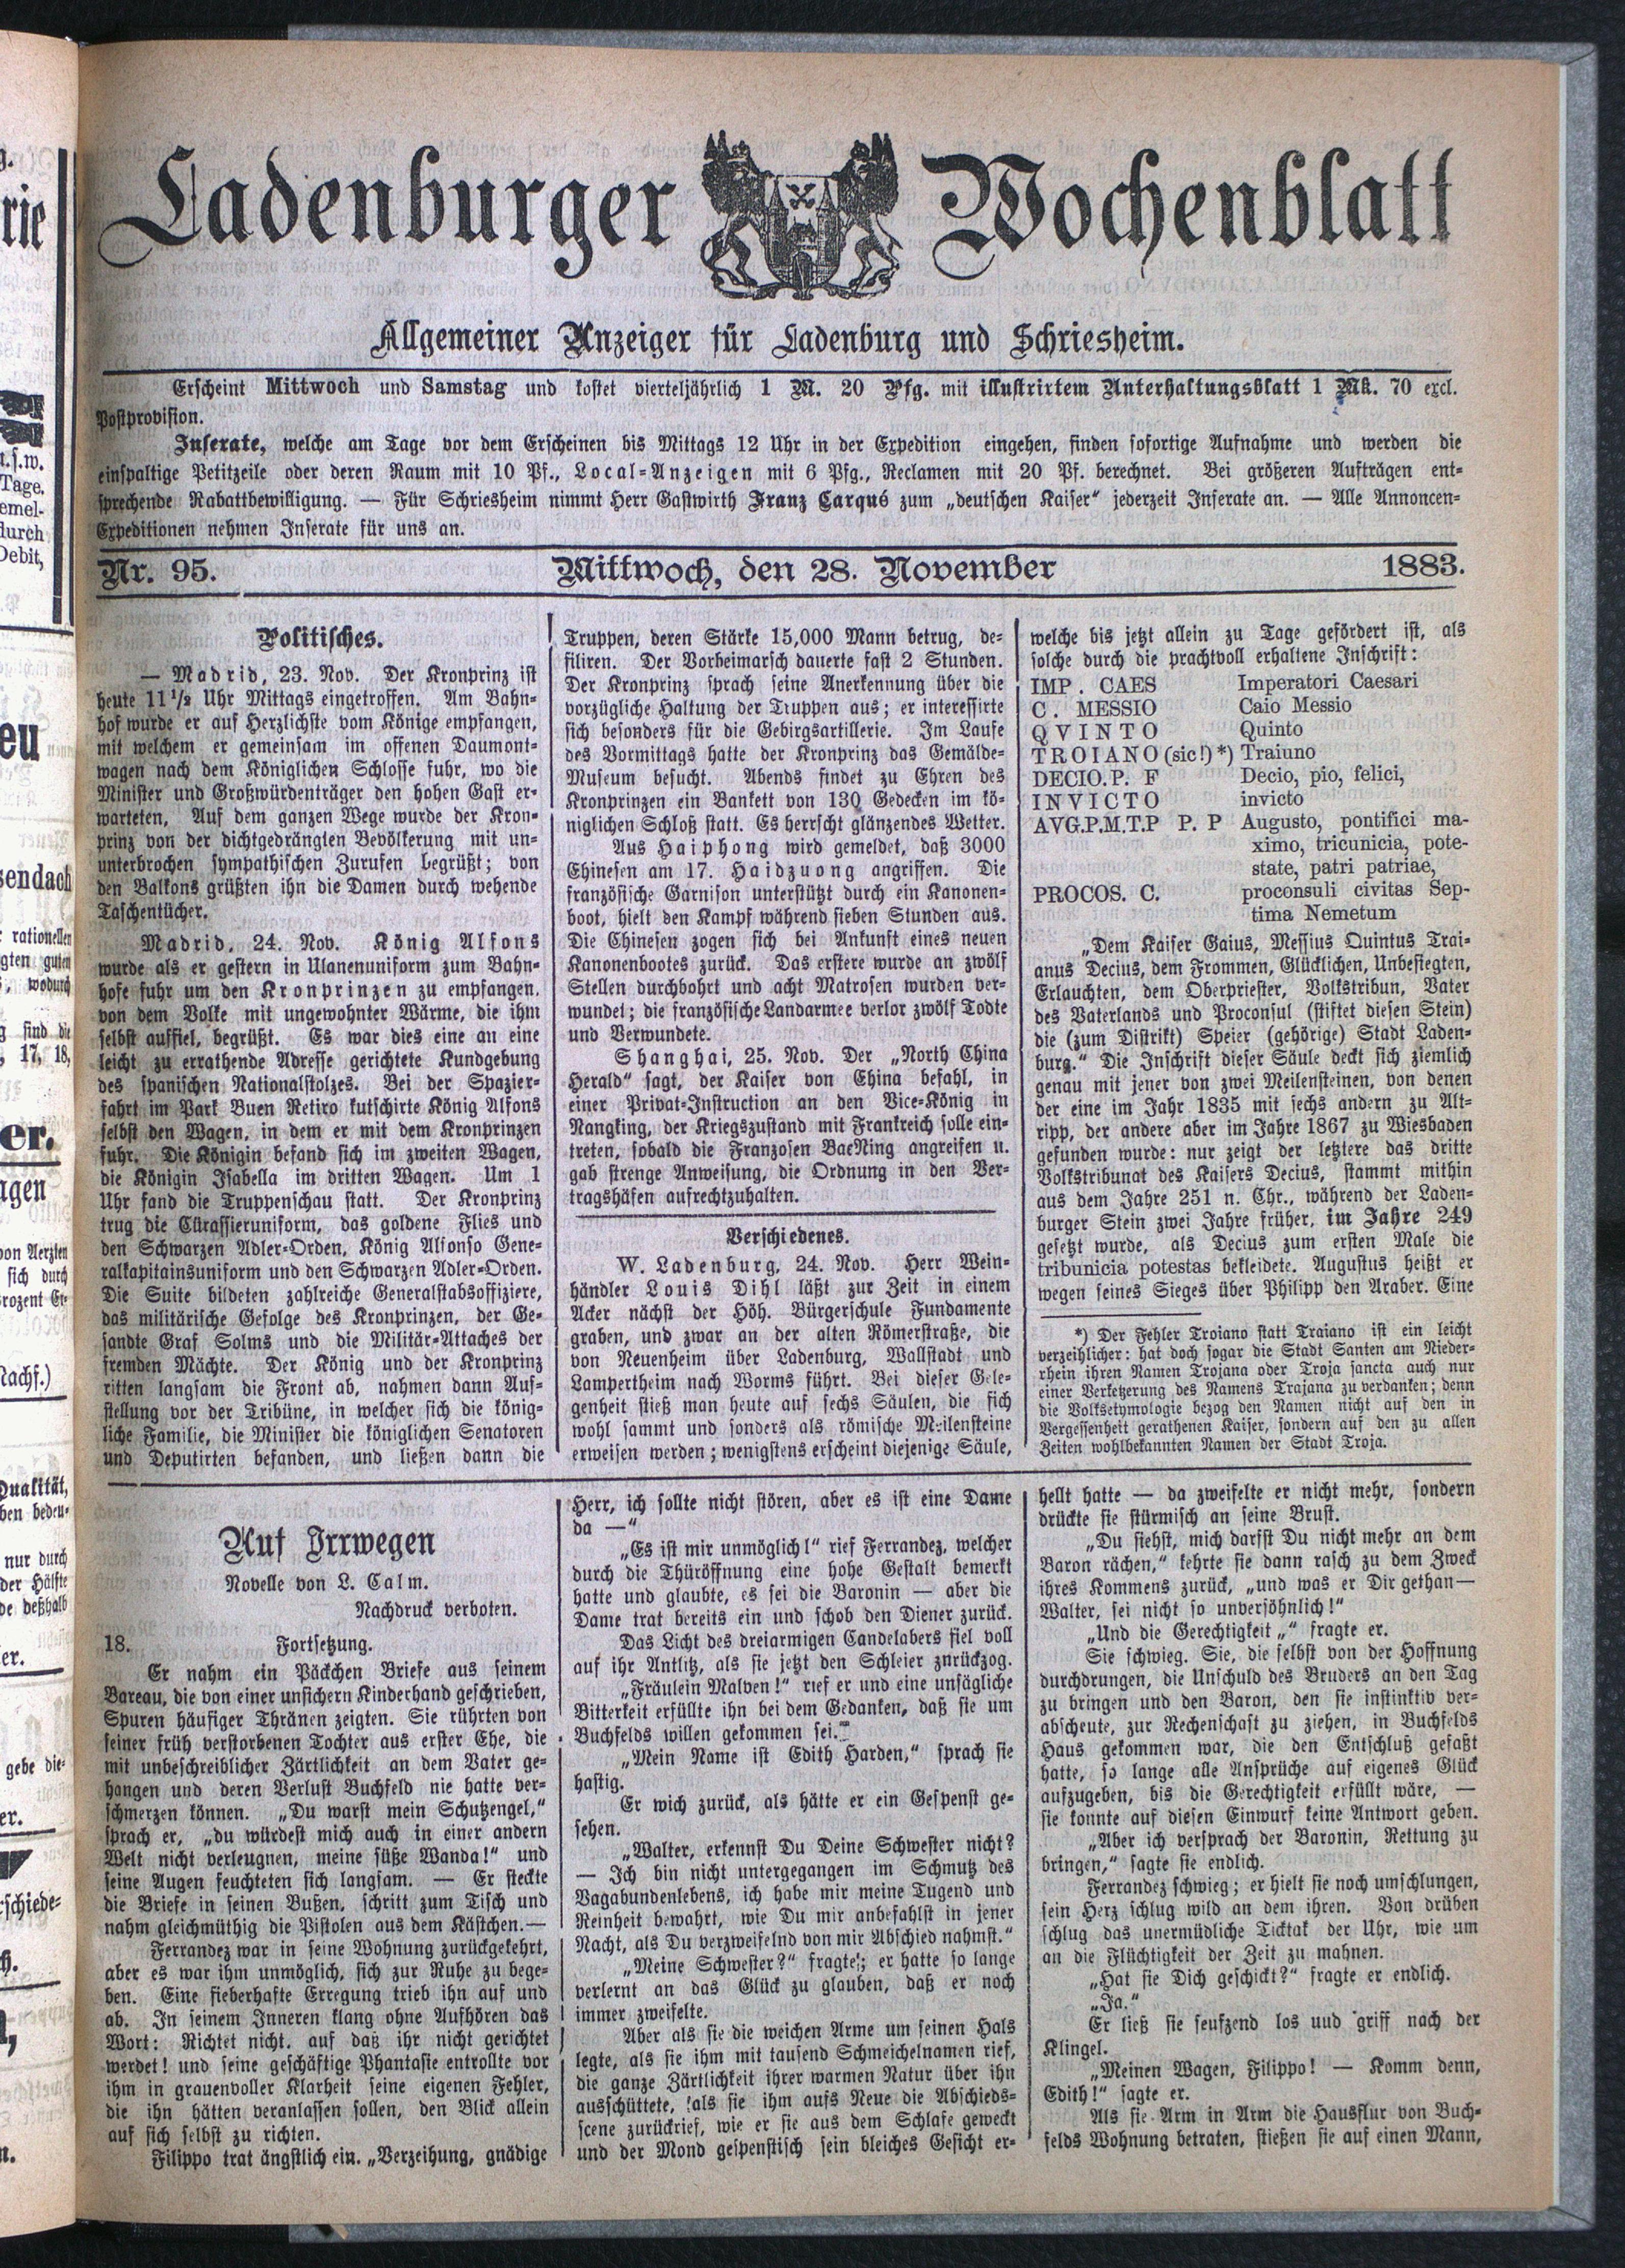 Ladenburger Wochenblatt
Allgemeiner Anzeiger für Ladenburg und Schriesheim.
Erscheint Mittwoch und Samstag und kostet vierteljährlich 1 M. 20 Pfg. mit illustrirtem Unterhaltungsblatt 1 Mk. 70 excl.
Postprovision.
Inserate, welche am Tage vor dem Erscheinen bis Mittags 12 Uhr in der Expedition eingehen, finden sofortige Aufnahme und werden die
einspaltige Petitzeile oder deren Raum mit 10 Pf., Local-Anzeigen mit 6 Pfg., Reclamen mit 20 Pf. berechnet. Bei größeren Aufträgen ent-
sprechende Rabattbewilligung. — Für Schriesheim nimmt Herr Gastwirth Franz Carqué zum „deutschen Kaiser“ jederzeit Inserate an. — Alle Annoncen-
Expeditionen nehmen Inserate für uns an.
Nr. 95. Mittwoch, den 28. November 1883.
Politisches.
— Madrid, 23. Nov. Der Kronprinz ist
heute 11½ Uhr Mittags eingetroffen. Am Bahn-
hof wurde er auf Herzlichste vom Könige empfangen,
mit welchem er gemeinsam im offenen Daumont-
wagen nach dem Königlichen Schlosse fuhr, wo die
Minister und Großwürdenträger den hohen Gast er-
warteten, Auf dem ganzen Wege wurde der Kron-
prinz von der dichtgedrängten Bevölkerung mit un-
unterbrochen sympathischen Zurufen begrüßt; von
den Balkons grüßten ihn die Damen durch wehende
Taschentücher.
Madrid, 24. Nov. König Alfons
wurde als er gestern in Ulanenuniform zum Bahn-
hofe fuhr um den Kronprinzen zu empfangen,
von dem Volke mit ungewohnter Wärme, die ihm
selbst auffiel, begrüßt. Es war dies eine an eine
leicht zu errathende Adresse gerichtete Kundgebung
des spanischen Nationalstolzes. Bei der Spazier-
fahrt im Park Buen Retiro kutschirte König Alfons
selbst den Wagen, in dem er mit dem Kronprinzen
fuhr. Die Königin befand sich im zweiten Wagen,
die Königin Isabella im dritten Wagen. Um 1
Uhr fand die Truppenschau statt. Der Kronprinz
trug die Cürassieruniform, das goldene Flies und
den Schwarzen Adler-Orden, König Alfonso Gene-
ralkapitainsuniform und den Schwarzen Adler-Orden.
Die Suite bildeten zahlreiche Generalstabsoffiziere,
das militärische Gefolge des Kronprinzen, der Ge-
sandte Graf Solms und die Militär-Attaches der
fremden Mächte. Der König und der Kronprinz
ritten langsam die Front ab, nahmen dann Auf-
stellung vor der Tribüne, in welcher sich die könig-
liche Familie, die Minister die königlichen Senatoren
und Deputirten befanden, und ließen dann die
Truppen, deren Stärke 15,000 Mann betrug, de-
filiren. Der Vorbeimarsch dauerte fast 2 Stunden.
Der Kronprinz sprach seine Anerkennung über die
vorzügliche Haltung der Truppen aus; er interessirte
sich besonders für die Gebirgsartillerie. Im Laufe
des Vormittags hatte der Kronprinz das Gemälde-
Museum besucht. Abends findet zu Ehren des
Kronprinzen ein Bankett von 130 Gedecken im kö-
niglichen Schloß statt. Es herrscht glänzendes Wetter.
Aus Haiphong wird gemeldet, daß 3000
Chinesen am 17. Haidzuong angriffen. Die
französische Garnison unterstützt durch ein Kanonen-
boot, hielt den Kampf während sieben Stunden aus.
Die Chinesen zogen sich bei Ankunft eines neuen
Kanonenbootes zurück. Das erstere wurde an zwölf
Stellen durchbohrt und acht Matrosen wurden ver-
wundet; die französische Landarmee verlor zwölf Todte
und Verwundete.
Shanghai, 25. Nov. Der „North China
Herald“ sagt, der Kaiser von China befahl, in
einer Privat-Instruction an den Vice-König in
Nangking, der Kriegszustand mit Frankreich solle ein-
treten, sobald die Franzosen BacNing angreifen u.
gab strenge Anweisung, die Ordnung in den Ver-
tragshäfen aufrechtzuhalten.
Verschiedenes.
W. Ladenburg, 24. Nov. Herr Wein-
händler Louis Dihl läßt zur Zeit in einem
Acker nächst der Höh. Bürgerschule Fundamente
graben, und zwar an der alten Römerstraße, die
von Neuenheim über Ladenburg, Wallstadt und
Lampertheim nach Worms führt. Bei dieser Gele-
genheit stieß man heute auf sechs Säulen, die sich
wohl sammt und sonders als römische Meilensteine
erweisen werden; wenigstens erscheint diejenige Säule,
welche bis jetzt allein zu Tage gefördert ist, als
solche durch die prachtvoll erhaltene Inschrift:
IMP. CAES Imperatori Caesari
C. MESSIO Caio Messio
QVINTO Quinto
TROIANO (sic!) *) Traiuno
DECIO. P. F Decio, pio, felici,
INVICTO invicto
AVG.P.M.T.P P. P Augusto, pontifici ma-
ximo, tricunicia, pote-
state, patri patriae,
PROCOS. C. proconsuli civitas Sep-
tima Nemetum
„Dem Kaiser Gaius, Messius Quintus Trai-
anus Decius, dem Frommen, Glücklichen, Unbesiegten,
Erlauchten, dem Oberpriester, Volkstribun, Vater
des Vaterlands und Proconsul (stiftet diesen Stein)
die (zum Distrikt) Speier (gehörige) Stadt Laden-
burg.“ Die Inschrift dieser Säule deckt sich ziemlich
genau mit jener von zwei Meilensteinen, von denen
der eine im Jahr 1835 mit sechs andern zu Alt-
ripp, der andere aber im Jahre 1867 zu Wiesbaden
gefunden wurde: nur zeigt der letztere das dritte
Volkstribunat des Kaisers Decius, stammt mithin
aus dem Jahre 251 n. Chr., während der Laden-
burger Stein zwei Jahre früher, im Jahre 249
gesetzt wurde, als Decius zum ersten Male die
tribunicia potestas bekleidete. Augustus heißt er
wegen seines Sieges über Philipp den Araber. Eine
*) Der Fehler Troiano statt Traiano ist ein leicht
verzeihlicher: hat doch sogar die Stadt Santen am Nieder-
rhein ihren Namen Trojana oder Troja sancta auch nur
einer Verketzerung des Namens Trajana zu verdanken; denn
die Volksetymologie bezog den Namen nicht auf den in
Vergessenheit gerathenen Kaiser, sondern auf den zu allen
Zeiten wohlbekannten Namen der Stadt Troja.
Auf Irrwegen
Novelle von L. Calm.
Nachdruck verboten.
18. Fortsetzung.
Er nahm ein Päckchen Briefe aus seinem
Bareau, die von einer unsichern Kinderhand geschrieben,
Spuren häufiger Thränen zeigten. Sie rührten von
seiner früh verstorbenen Tochter aus erster Ehe, die
mit unbeschreiblicher Zärtlichkeit an dem Vater ge-
hangen und deren Verlust Buchfeld nie hatte ver-
schmerzen können. „Du warst mein Schutzengel,“
sprach er, „du würdest mich auch in einer andern
Welt nicht verleugnen, meine süße Wanda!“ und
seine Augen feuchteten sich langsam. — Er steckte
die Briefe in seinen Bußen, schritt zum Tisch und
nahm gleichmüthig die Pistolen aus dem Kästchen.—
Ferrandez war in seine Wohnung zurückgekehrt,
aber es war ihm unmöglich, sich zur Ruhe zu bege-
ben. Eine fieberhafte Erregung trieb ihn auf und
ab. In seinem Inneren klang ohne Aufhören das
Wort: Richtet nicht, auf daß ihr nicht gerichtet
werdet! und seine geschäftige Phantasie entrollte vor
ihm in grauenvoller Klarheit seine eigenen Fehler,
die ihn hätten veranlassen sollen, den Blick allein
auf sich selbst zu richten.
Filippo trat ängstlich ein. „Verzeihung, gnädige
Herr, ich sollte nicht stören, aber es ist eine Dame
da —“
„Es ist mir unmöglich!“ rief Ferrandez, welcher
durch die Thüröffnung eine hohe Gestalt bemerkt
hatte und glaubte, es sei die Baronin — aber die
Dame trat bereits ein und schob den Diener zurück.
Das Licht des dreiarmigen Candelabers fiel voll
auf ihr Antlitz, als sie jetzt den Schleier znrückzog.
„Fräulein Malven!“ rief er und eine unsägliche
Bitterkeit erfüllte ihn bei dem Gedanken, daß sie um
Buchfelds willen gekommen sei.
„Mein Name ist Edith Harden,“ sprach sie
hastig.
Er wich zurück, als hätte er ein Gespenst ge-
sehen.
„Walter, erkennst Du Deine Schwester nicht?
— Ich bin nicht untergegangen im Schmutz des
Vagabundenlebens, ich habe mir meine Tugend und
Reinheit bewahrt, wie Du mir anbefahlst in jener
Nacht, als Du verzweifelnd von mir Abschied nahmst.“
„Meine Schwester?“ fragte; er hatte so lange
verlernt an das Glück zu glauben, daß er noch
immer zweifelte.
Aber als sie die weichen Arme um seinen Hals
legte, als sie ihm mit tausend Schmeichelnamen rief,
die ganze Zärtlichkeit ihrer warmen Natur über ihn
ausschüttete, als sie ihm aufs Neue die Abschieds-
scene zurückrief, wie er sie aus dem Schlafe geweckt
und der Mond gespenstisch sein bleiches Gesicht er-
hellt hatte — da zweifelte er nicht mehr, sondern
drückte sie stürmisch an seine Brust.
„Du siehst, mich darfst Du nicht mehr an dem
Baron rächen,“ kehrte sie dann rasch zu dem Zweck
ihres Kommens zurück, „und was er Dir gethan—
Walter, sei nicht so unversöhnlich!“
„Und die Gerechtigkeit„“ fragte er.
Sie schwieg. Sie, die selbst von der Hoffnung
durchdrungen, die Unschuld des Bruders an den Tag
zu bringen und den Baron, den sie instinktiv ver-
abscheute, zur Rechenschaft zu ziehen, in Buchfelds
Haus gekommen war, die den Entschluß gefaßt
hatte, so lange alle Ansprüche auf eigenes Glück
aufzugeben, bis die Gerechtigkeit erfüllt wäre, —
sie konnte auf diesen Einwurf keine Antwort geben.
„Aber ich versprach der Baronin, Rettung zu
bringen,“ sagte sie endlich.
Ferrandez schwieg; er hielt sie noch umschlungen,
sein Herz schlug wild an dem ihren. Von drüben
schlug das unermüdliche Ticktak der Uhr, wie um
an die Flüchtigkeit der Zeit zu mahnen.
„Hat sie Dich geschickt?“ fragte er endlich.
„Ja.“
Er ließ sie seufzend los uud griff nach der
Klingel.
„Meinen Wagen, Filippo! — Komm denn,
Edith!“ sagte er.
Als sie Arm in Arm die Hausflur von Buch-
felds Wohnung betraten, stießen sie auf einen Mann,